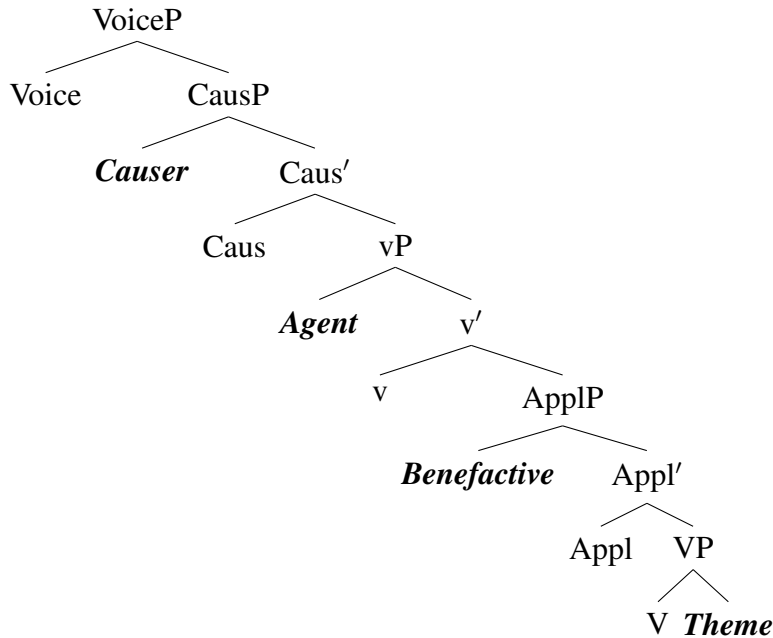 VoiceP
Voice CausP
Causer Caus′
Caus vP
Agent v′
v ApplP
Benefactive Appl′
Appl VP
V Theme